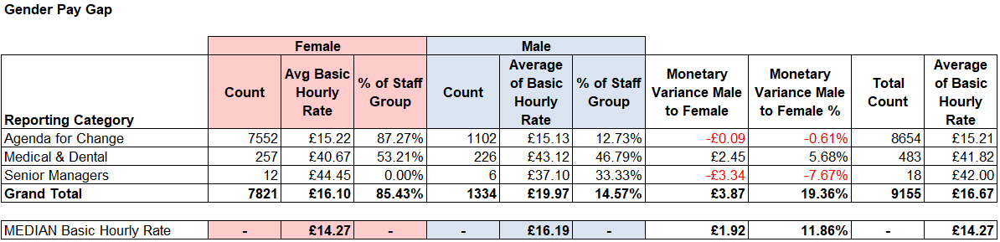 Gender Pay Gap
Female Male
Reporting Category Count Avg Basic Hourly Rate % of Staff Group Count Average of Basic Hourly Rate % of Staff Group Monetary Variance Male to Female Monetary Variance Male to Female % Total Count Average of Basic Hourly Rate
Agenda for Change 7552 £15.22 87.27% 1102 £15.13 12.73% -£0.09 -0.61% 8654 £15.21
Medical & Dental 257 £40.67 53.21% 226 £43.12 46.79% £2.45 5.68% 483 £41.82
Senior Managers 12 £44.45 0.00% 6 £37.10 33.33% -£3.34 -7.67% 18 £42.00
Grand Total 7821 £16.10 85.43% 1334 £19.97 14.57% £3.87 19.36% 9155 £16.67
MEDIAN Basic Hourly Rate - £14.27 - - £16.19 - £1.92 11.86% - £14.27